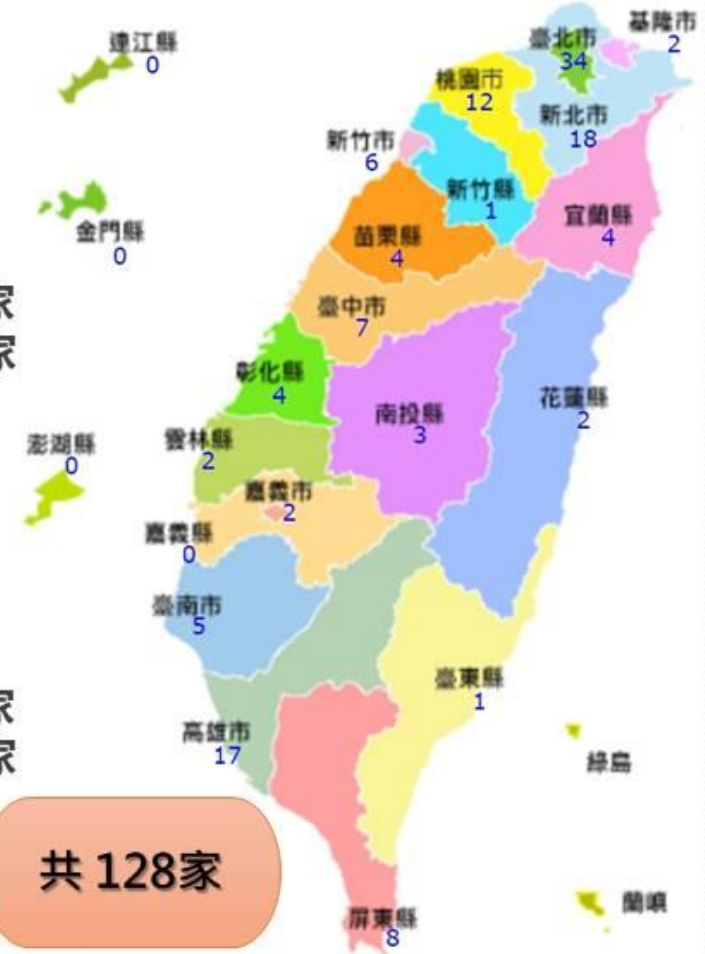 連江縣
0
基隆市
2
臺北市
34
桃園市
12
新北市
18
新竹市
6
新竹縣
1
宜蘭縣
4
金門縣
0
苗栗縣
4
家
臺中市
7
家
彰化縣
4
南投縣
3
花蓮縣
2
雲林縣
2
澎湖縣
0
嘉義市
2
嘉義縣
0
臺南市
5
臺東縣
1
家
高雄市
17
家
綠島
共 128家
蘭嶼
屏東縣
8